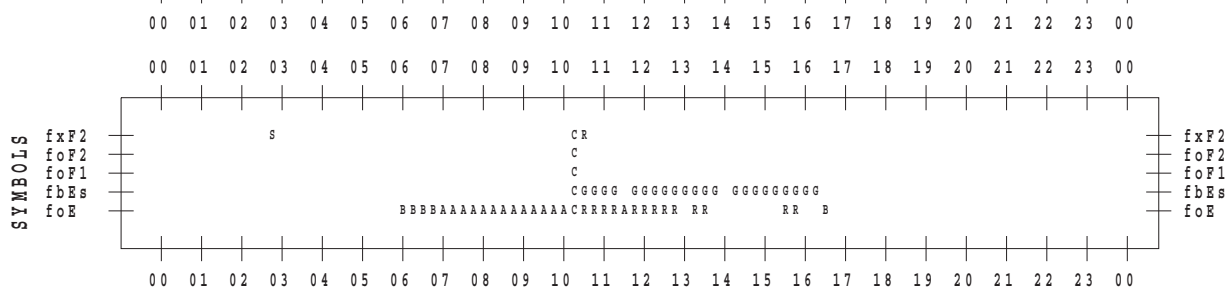 00 01 02 03 04 05 06 07 08 09 10 11 12 13 14 15 16 17 18 19 20 21 22 23 00
00 01 02 03 04 05 06 07 08 09 10 11 12 13 14 15 16 17 18 19 20 21 22 23 00
SYMBOLS
fxF2 S CR fxF2
foF2 C foF2
foF1 C foF1
fbEs CGGGG GGGGGGGGG GGGGGGGGG fbEs
foE BBBBAAAAAAAAAAAAACRRRRARRRRR RR RR B foE
00 01 02 03 04 05 06 07 08 09 10 11 12 13 14 15 16 17 18 19 20 21 22 23 00